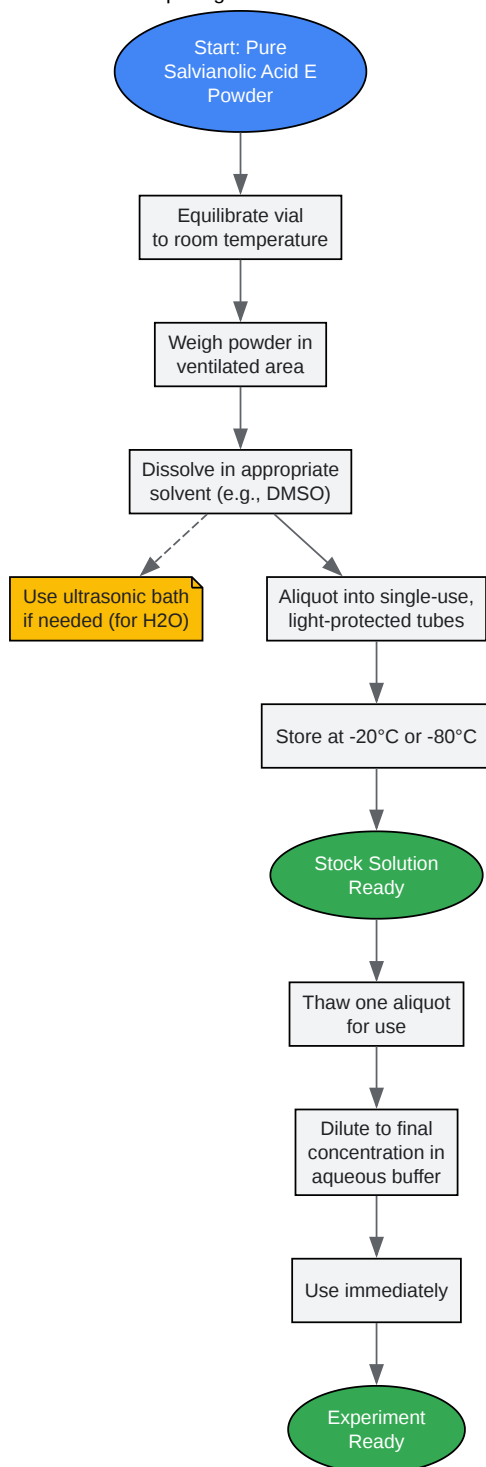 Start: Pure
Salvianolic Acid E
Powder
Equilibrate vial
to room temperature
Weigh powder in
ventilated area
Dissolve in appropriate
solvent (e.g., DMSO)
Use ultrasonic bath
if needed (for H2O)
Aliquot into single-use,
light-protected tubes
Store at -20°C or -80°C
Stock Solution
Ready
Thaw one aliquot
for use
Dilute to final
concentration in
aqueous buffer
Use immediately
Experiment
Ready